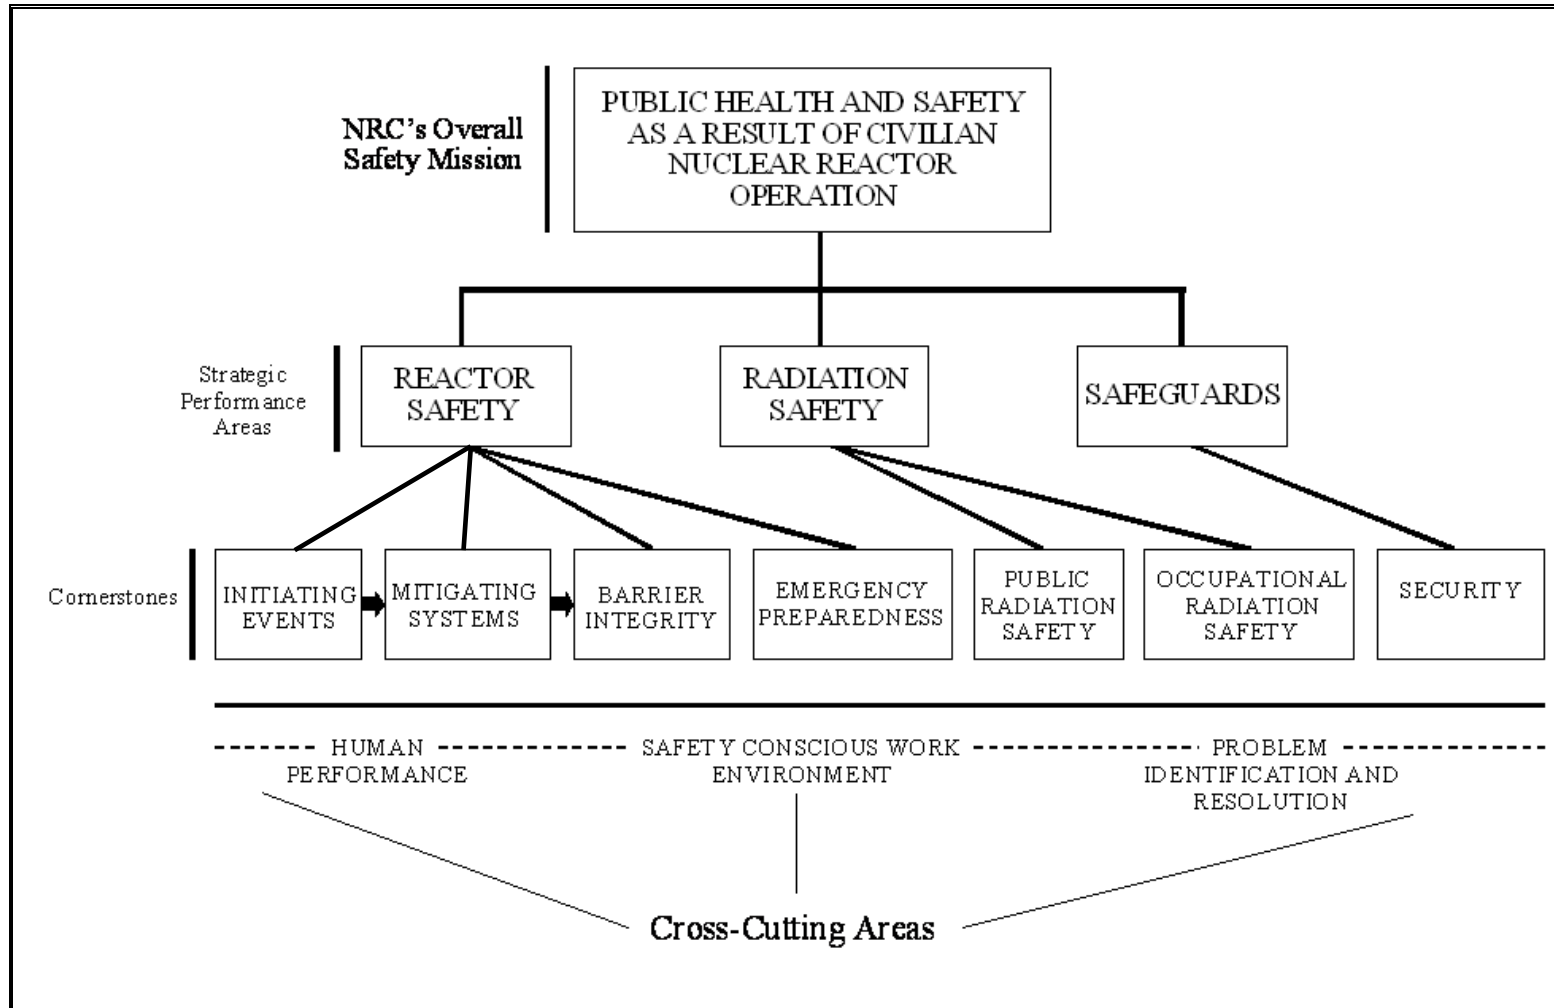 NRC's Overall
Safety Mission
PUBLIC HEALTH AND SAFETY
AS A RESULT OF CIVILIAN
NUCLEAR REACTOR
OPERATION
Strategic
Performance
Areas
REACTOR
SAFETY
RADIATION
SAFETY
SAFEGUARDS
Cornerstones
INITIATING
EVENTS
MITIGATING
SYSTEMS
BARRIER
INTEGRITY
EMERGENCY
PREPAREDNESS
PUBLIC
RADIATION
SAFETY
OCCUPATIONAL
RADIATION
SAFETY
SECURITY
HUMAN
PERFORMANCE
SAFETY CONSCIOUS WORK
ENVIRONMENT
PROBLEM
IDENTIFICATION AND
RESOLUTION
Cross-Cutting Areas